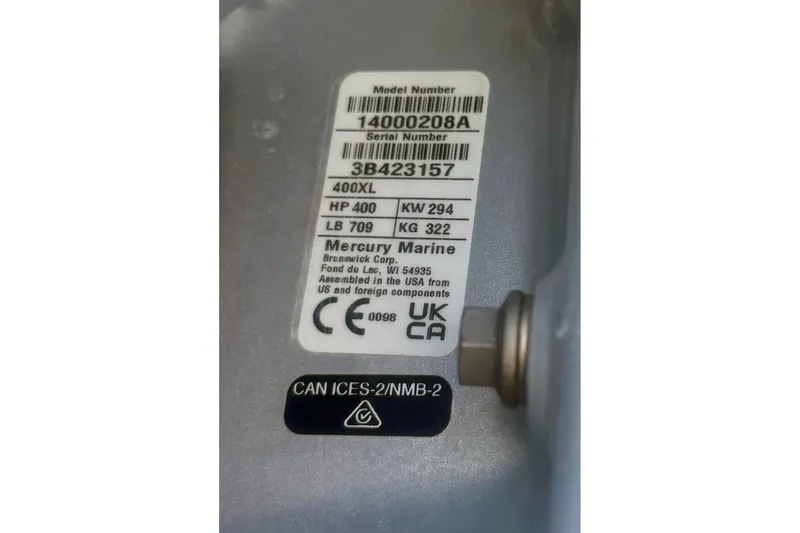 Model Number
14000208A
Serial Number
3B423157
400XL
HP 400 KW 294
LB 709 KG 322
Mercury Marine
Brunswick Corp.
Fond du Lac, WI 54935
Assembled in the USA from
US and foreign components
CE 0098 UK
CA
CAN ICES-2/NMB-2